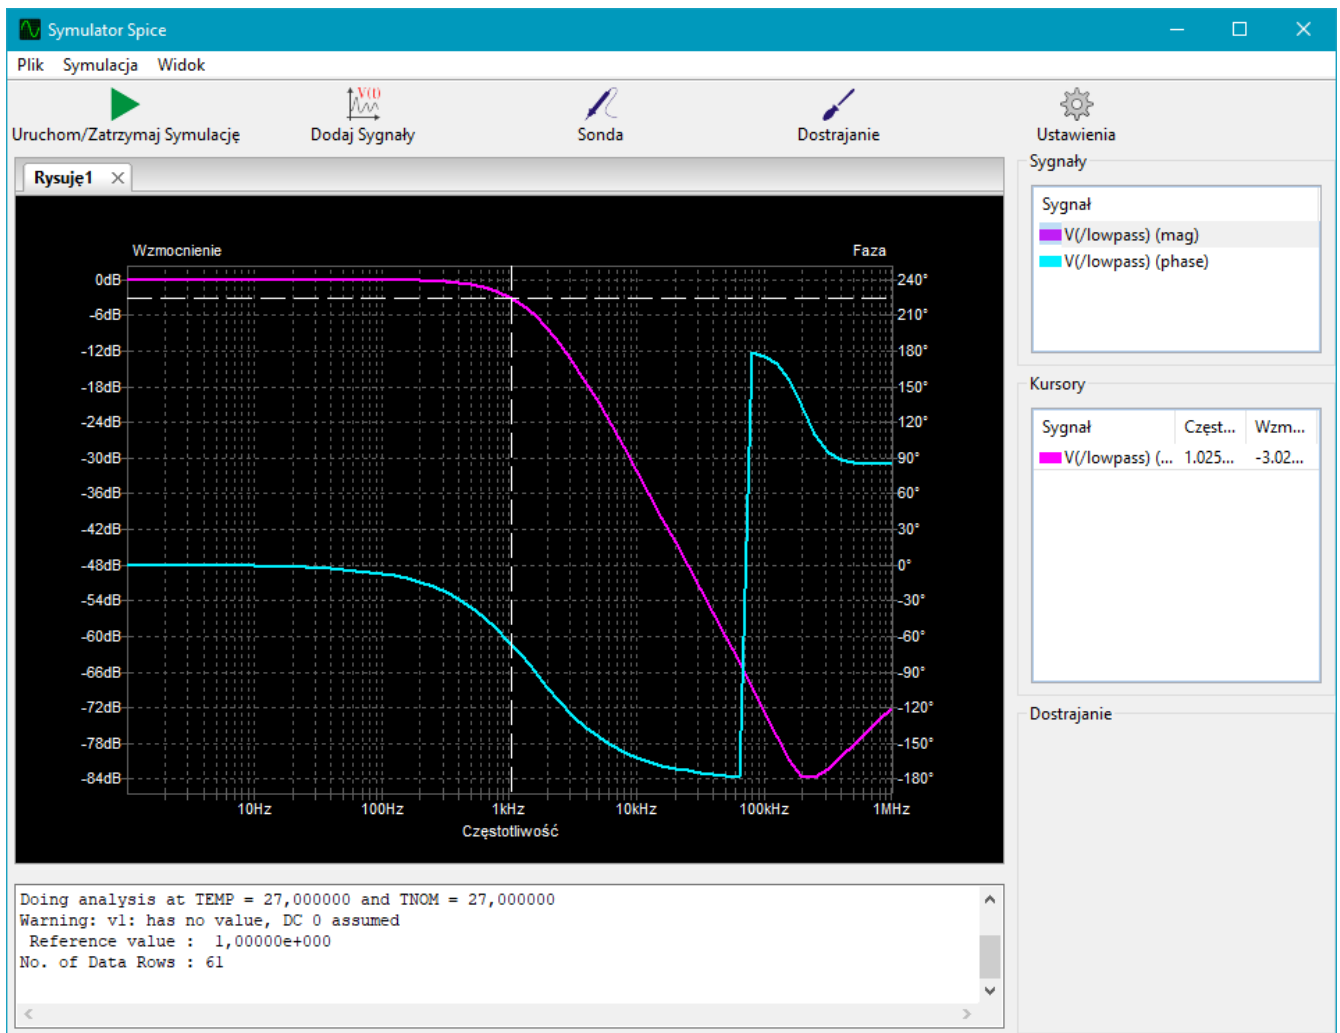 Symulator Spice
Plik Symulacja Widok
Uruchom/Zatrzymaj Symulację
V(t)
Dodaj Sygnały
Sonda
Dostrajanie
Ustawienia
Rysuję1
Wzmocnienie
Faza
0dB
-6dB
-12dB
-18dB
-24dB
-30dB
-36dB
-42dB
-48dB
-54dB
-60dB
-66dB
-72dB
-78dB
-84dB
240°
210°
180°
150°
120°
90°
60°
30°
0°
-30°
-60°
-90°
-120°
-150°
-180°
10Hz 100Hz 1kHz 10kHz 100kHz 1MHz
Częstotliwość
Sygnały
Sygnał
V(/lowpass) (mag)
V(/lowpass) (phase)
Kursory
Sygnał Częst... Wzm...
V(/lowpass) (... 1.025... -3.02...
Dostrajanie
Doing analysis at TEMP = 27,000000 and TNOM = 27,000000
Warning: v1: has no value, DC 0 assumed
Reference value : 1,00000e+000
No. of Data Rows : 61